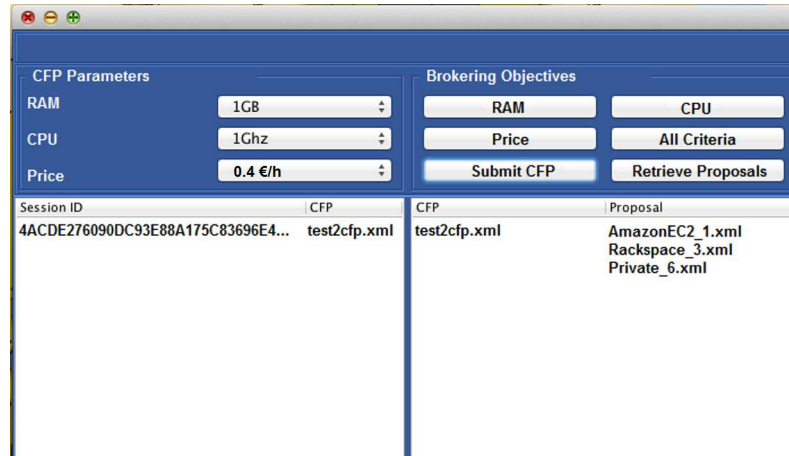 CFP Parameters
RAM 1GB
CPU 1Ghz
Price 0.4 €/h
Brokering Objectives
RAM CPU
Price All Criteria
Submit CFP Retrieve Proposals
Session ID CFP
4ACDE276090DC93E88A175C83696E4... test2cfp.xml
CFP Proposal
test2cfp.xml AmazonEC2_1.xml
Rackspace_3.xml
Private_6.xml